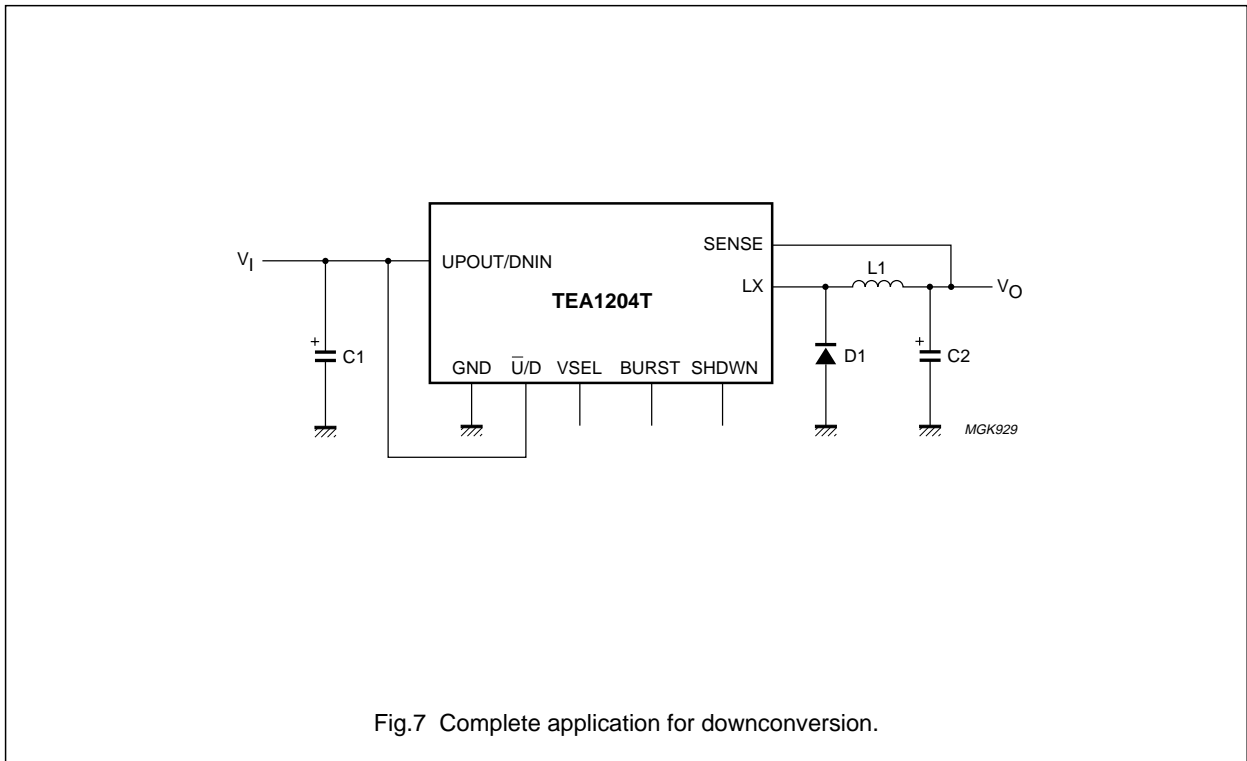 SENSE
V_I
UPOUT/DNIN
L1
LX
V_O
TEA1204T
+
C1
D1
+
C2
GND
U̅/D
VSEL
BURST
SHDWN
MGK929
Fig.7 Complete application for downconversion.